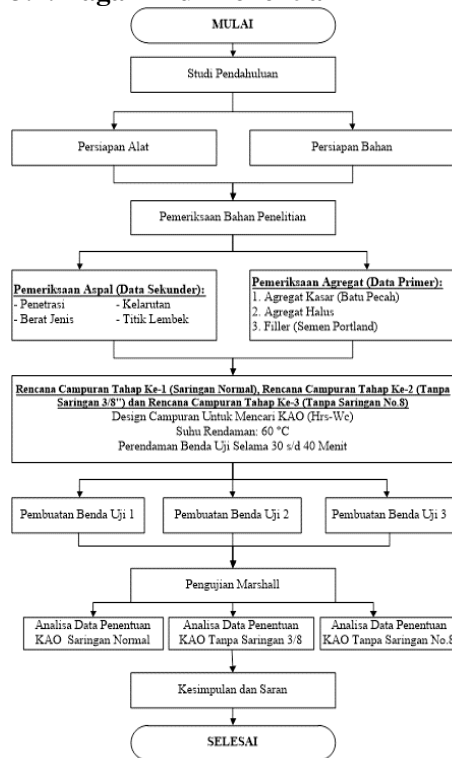 MULAI
Studi Pendahuluan
Persiapan Alat
Persiapan Bahan
Pemeriksaan Bahan Penelitian
Pemeriksaan Aspal (Data Sekunder):
- Penetrasi - Kelarutan
- Berat Jenis - Titik Lembek
Pemeriksaan Agregat (Data Primer):
1. Agregat Kasar (Batu Pecah)
2. Agregat Halus
3. Filler (Semen Portland)
Rencana Campuran Tahap Ke-1 (Saringan Normal), Rencana Campuran Tahap Ke-2 (Tanpa
Saringan 3/8") dan Rencana Campuran Tahap Ke-3 (Tanpa Saringan No.8)
Design Campuran Untuk Mencari KAO (Hrs-Wc)
Suhu Rendaman: 60 °C
Perendaman Benda Uji Selama 30 s/d 40 Menit
Pembuatan Benda Uji 1
Pembuatan Benda Uji 2
Pembuatan Benda Uji 3
Pengujian Marshall
Analisa Data Penentuan
KAO Saringan Normal
Analisa Data Penentuan
KAO Tanpa Saringan 3/8
Analisa Data Penentuan
KAO Tanpa Saringan No.8
Kesimpulan dan Saran
SELESAI